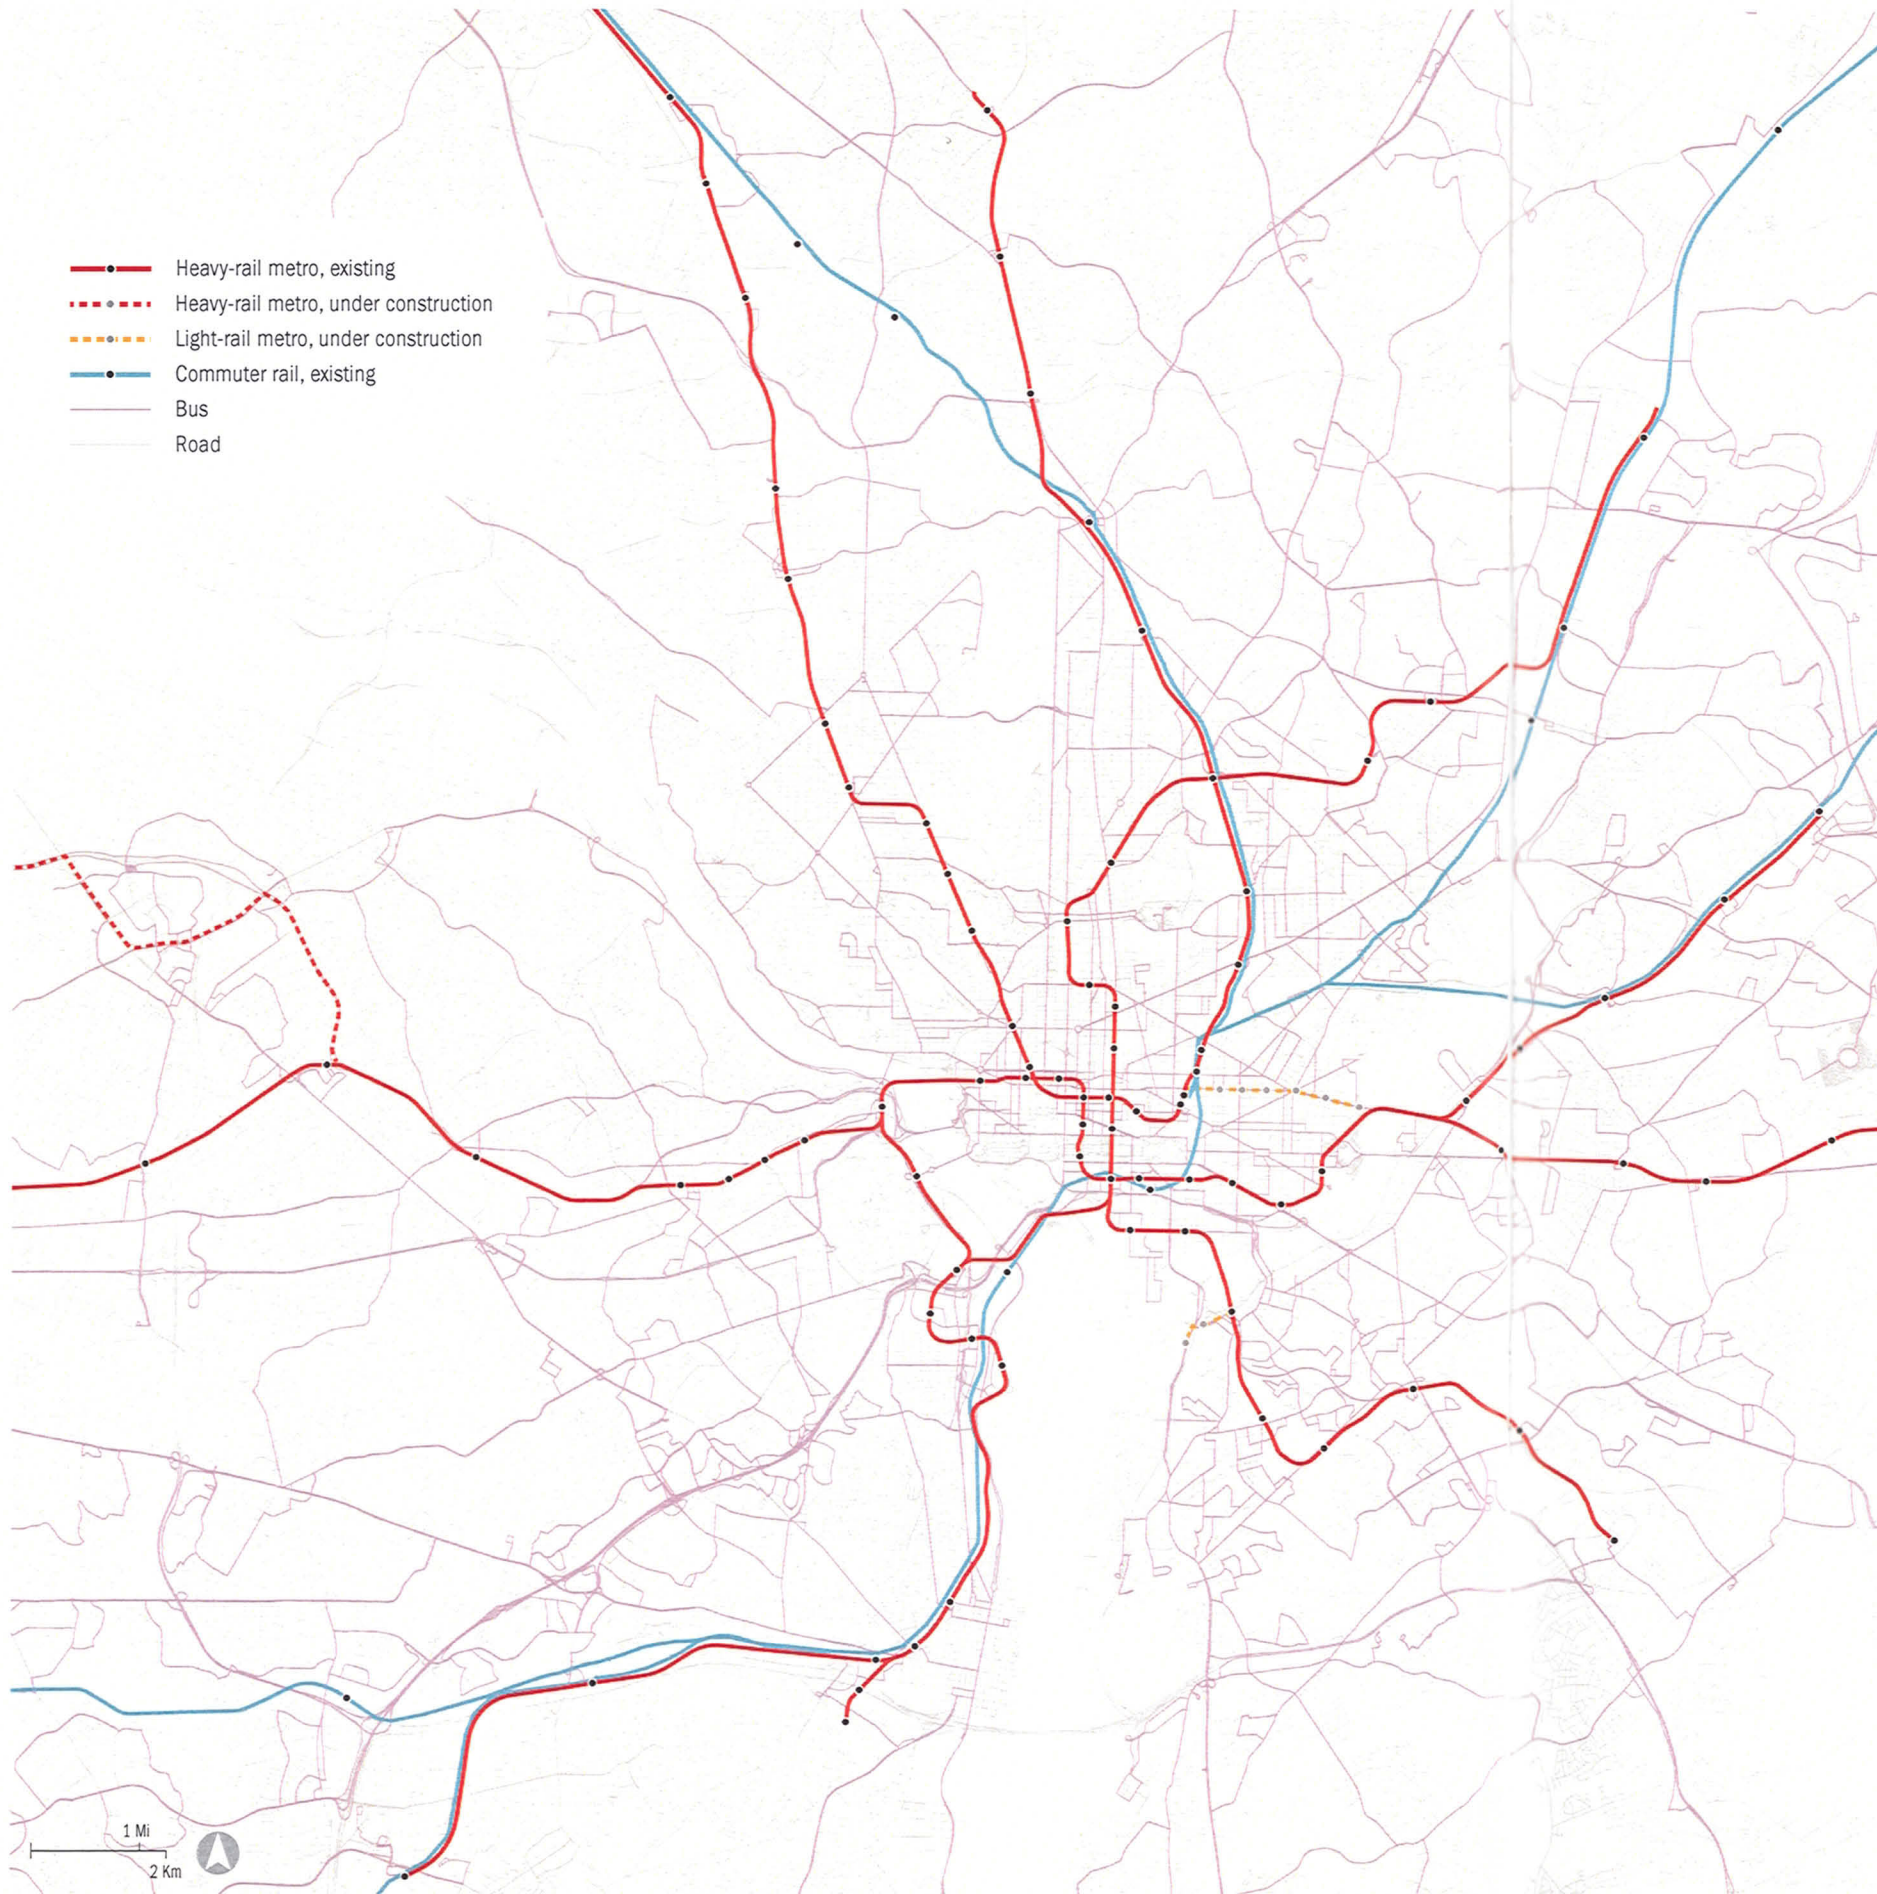 Heavy-rail metro, existing
Heavy-rail metro, under construction
Light-rail metro, under construction
Commuter rail, existing
Bus
Road
1 Mi
2 Km